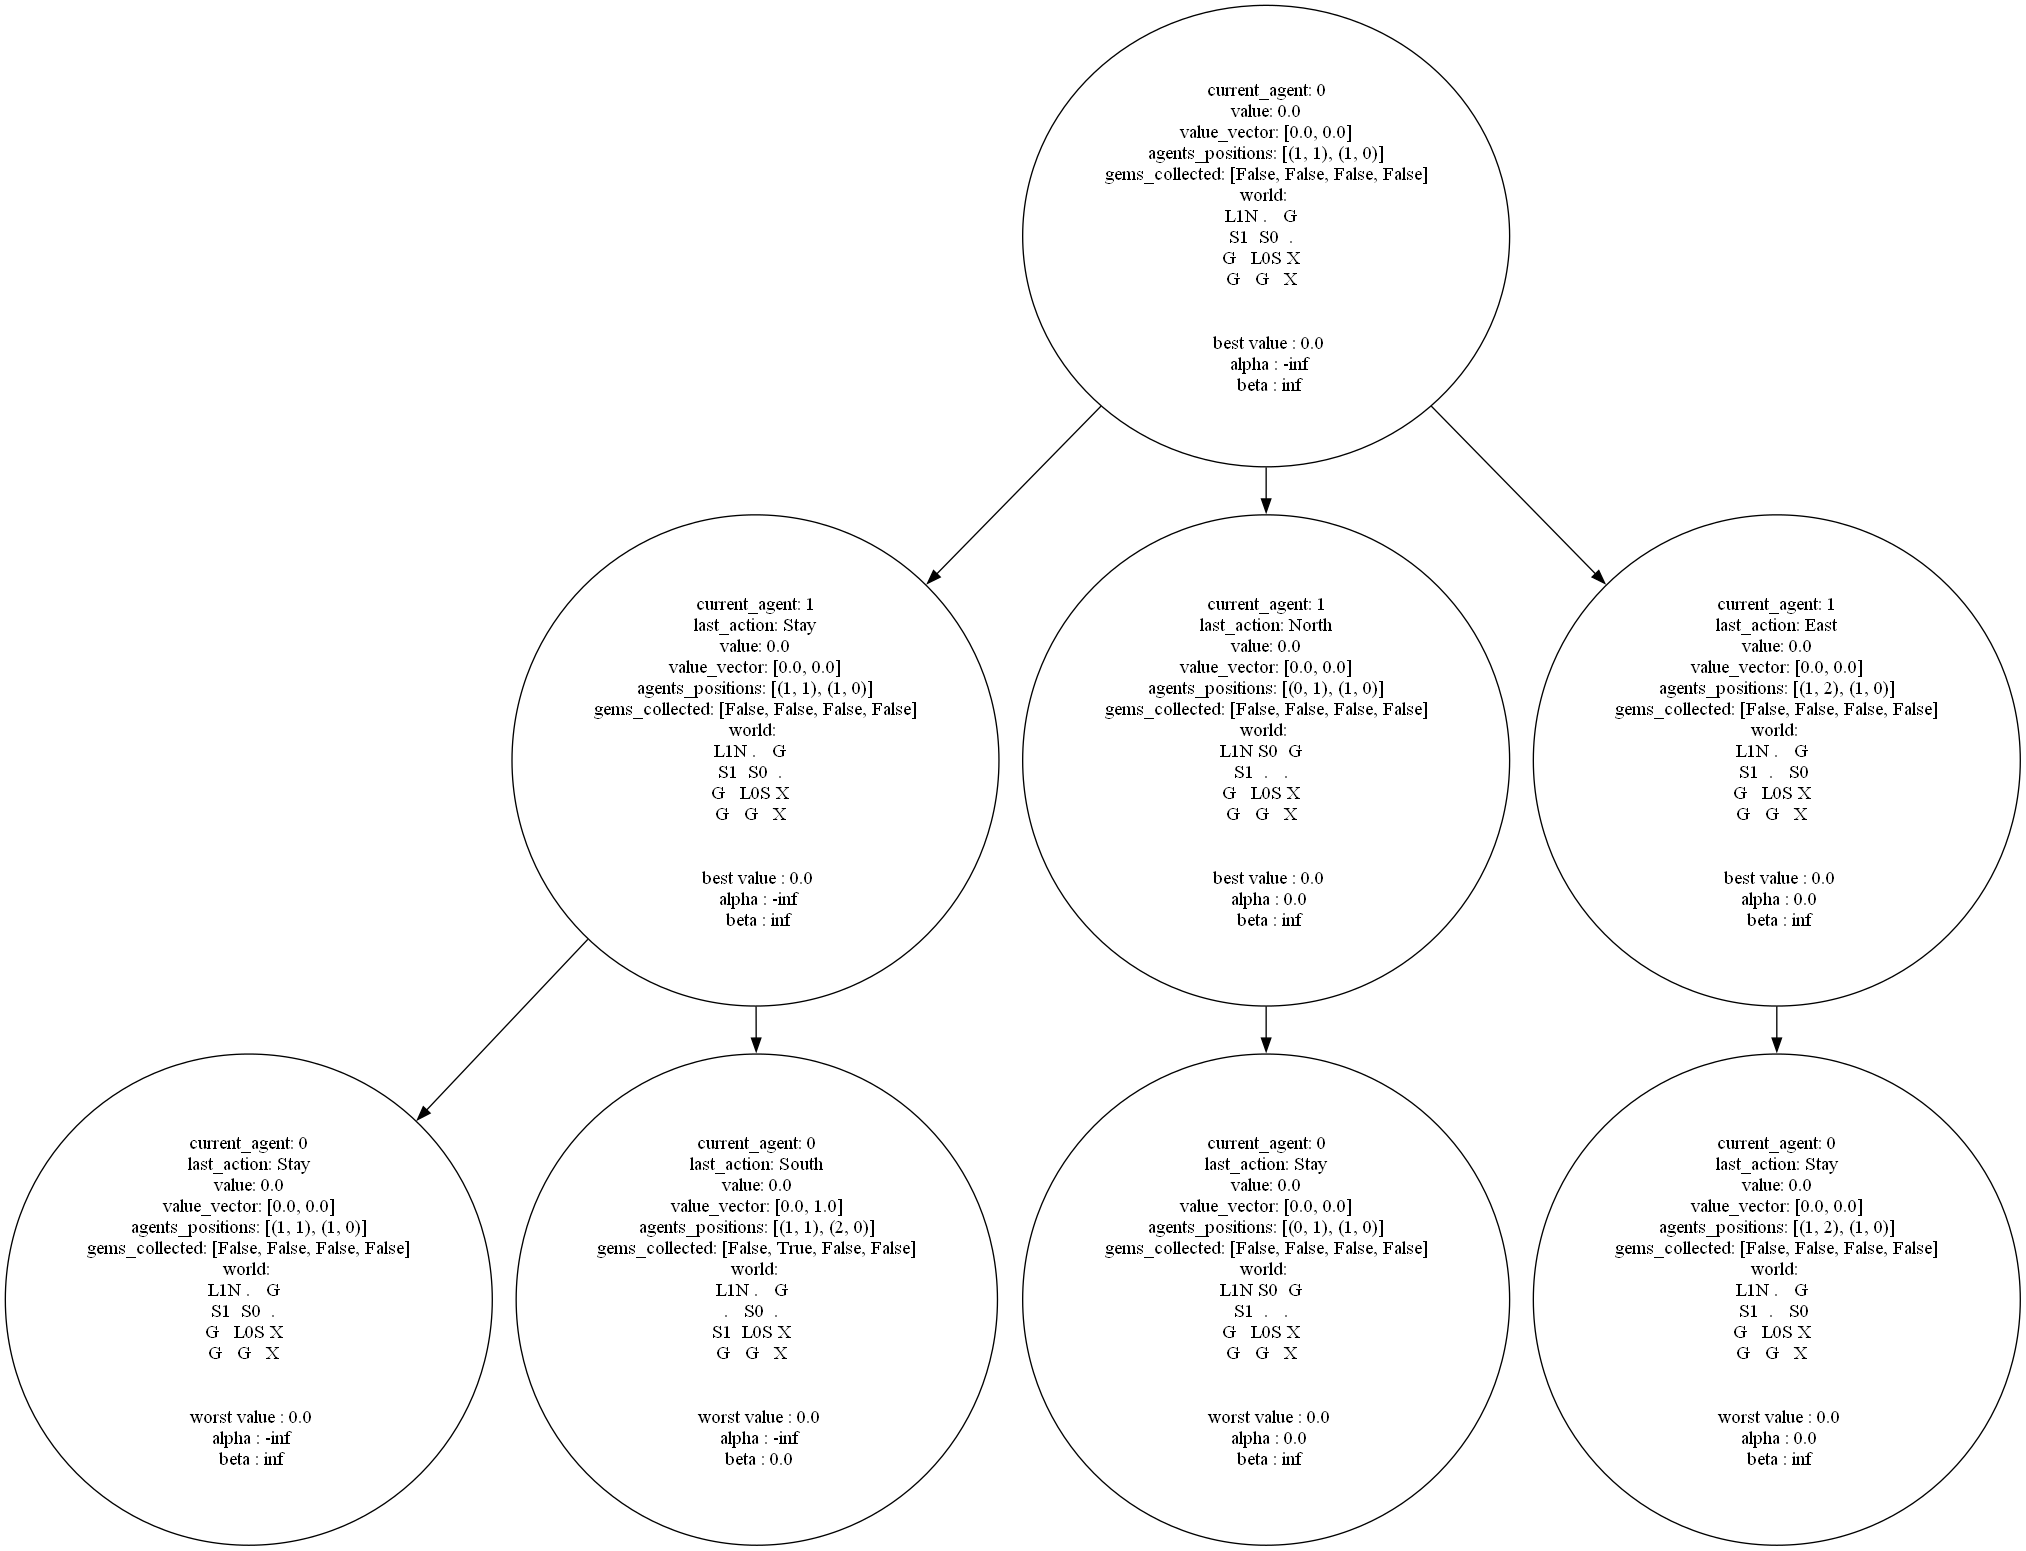 current_agent: 0
value: 0.0
value_vector: [0.0, 0.0]
agents_positions: [(1, 1), (1, 0)]
gems_collected: [False, False, False, False]
world:
L1N . G
S1 S0 .
G L0S X
G G X
best value : 0.0
alpha : -inf
beta : inf
current_agent: 1
last_action: Stay
value: 0.0
value_vector: [0.0, 0.0]
agents_positions: [(1, 1), (1, 0)]
gems_collected: [False, False, False, False]
world:
L1N . G
S1 S0 .
G L0S X
G G X
best value : 0.0
alpha : -inf
beta : inf
current_agent: 1
last_action: North
value: 0.0
value_vector: [0.0, 0.0]
agents_positions: [(0, 1), (1, 0)]
gems_collected: [False, False, False, False]
world:
L1N S0 G
S1 . .
G L0S X
G G X
best value : 0.0
alpha : 0.0
beta : inf
current_agent: 1
last_action: East
value: 0.0
value_vector: [0.0, 0.0]
agents_positions: [(1, 2), (1, 0)]
gems_collected: [False, False, False, False]
world:
L1N . G
S1 . S0
G L0S X
G G X
best value : 0.0
alpha : 0.0
beta : inf
current_agent: 0
last_action: Stay
value: 0.0
value_vector: [0.0, 0.0]
agents_positions: [(1, 1), (1, 0)]
gems_collected: [False, False, False, False]
world:
L1N . G
S1 S0 .
G L0S X
G G X
worst value : 0.0
alpha : -inf
beta : inf
current_agent: 0
last_action: South
value: 0.0
value_vector: [0.0, 1.0]
agents_positions: [(1, 1), (2, 0)]
gems_collected: [False, True, False, False]
world:
L1N . G
. S0 .
S1 L0S X
G G X
worst value : 0.0
alpha : -inf
beta : 0.0
current_agent: 0
last_action: Stay
value: 0.0
value_vector: [0.0, 0.0]
agents_positions: [(0, 1), (1, 0)]
gems_collected: [False, False, False, False]
world:
L1N S0 G
S1 . .
G L0S X
G G X
worst value : 0.0
alpha : 0.0
beta : inf
current_agent: 0
last_action: Stay
value: 0.0
value_vector: [0.0, 0.0]
agents_positions: [(1, 2), (1, 0)]
gems_collected: [False, False, False, False]
world:
L1N . G
S1 . S0
G L0S X
G G X
worst value : 0.0
alpha : 0.0
beta : inf